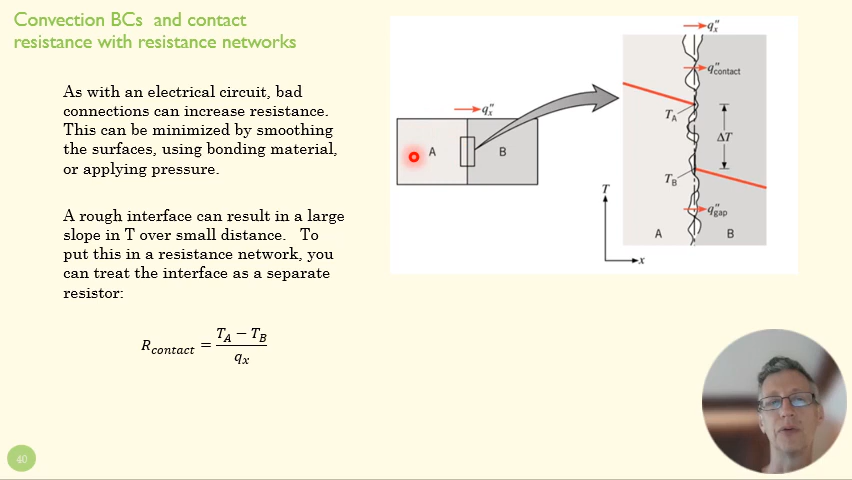 Convection BCs and contact
resistance with resistance networks
As with an electrical circuit, bad
connections can increase resistance.
This can be minimized by smoothing
the surfaces, using bonding material,
or applying pressure.
A rough interface can result in a large
slope in T over small distance. To
put this in a resistance network, you
can treat the interface as a separate
resistor:
R_contact = (T_A − T_B) / q_x
q″_x
A
B
q″_x
q″_contact
T_A
ΔT
T_B
q″_gap
A
B
T
x
40